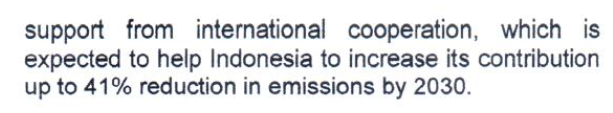 support from international cooperation, which is
expected to help Indonesia to increase its contribution
up to 41% reduction in emissions by 2030.